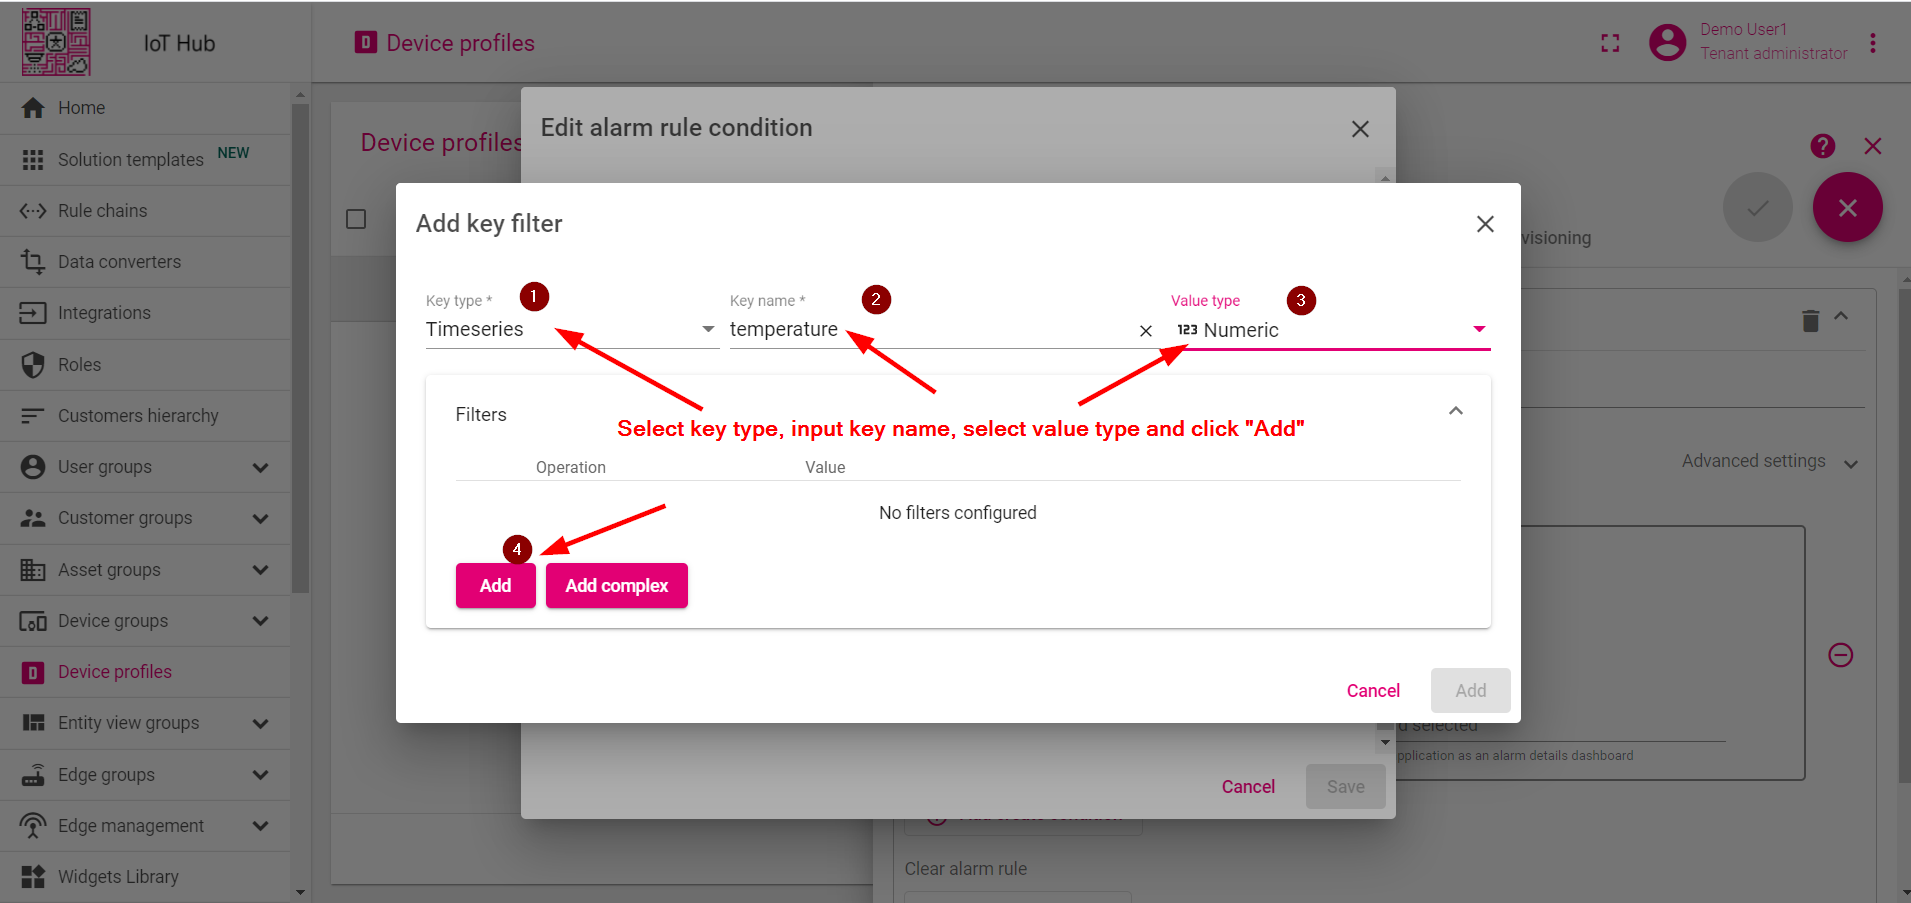 IoT Hub
D Device profiles
Demo User1
Tenant administrator
Home
Solution templates NEW
Rule chains
Data converters
Integrations
Roles
Customers hierarchy
User groups
Customer groups
Asset groups
Device groups
D Device profiles
Entity view groups
Edge groups
Edge management
Widgets Library
Device profiles
Edit alarm rule condition
?
visioning
Add key filter
Key type * 1
Key name * 2
Value type 3
Timeseries
temperature
123 Numeric
Filters
Select key type, input key name, select value type and click "Add"
Operation Value
No filters configured
4
Add Add complex
Cancel Add
Advanced settings
d selected
pplication as an alarm details dashboard
Cancel Save
Clear alarm rule